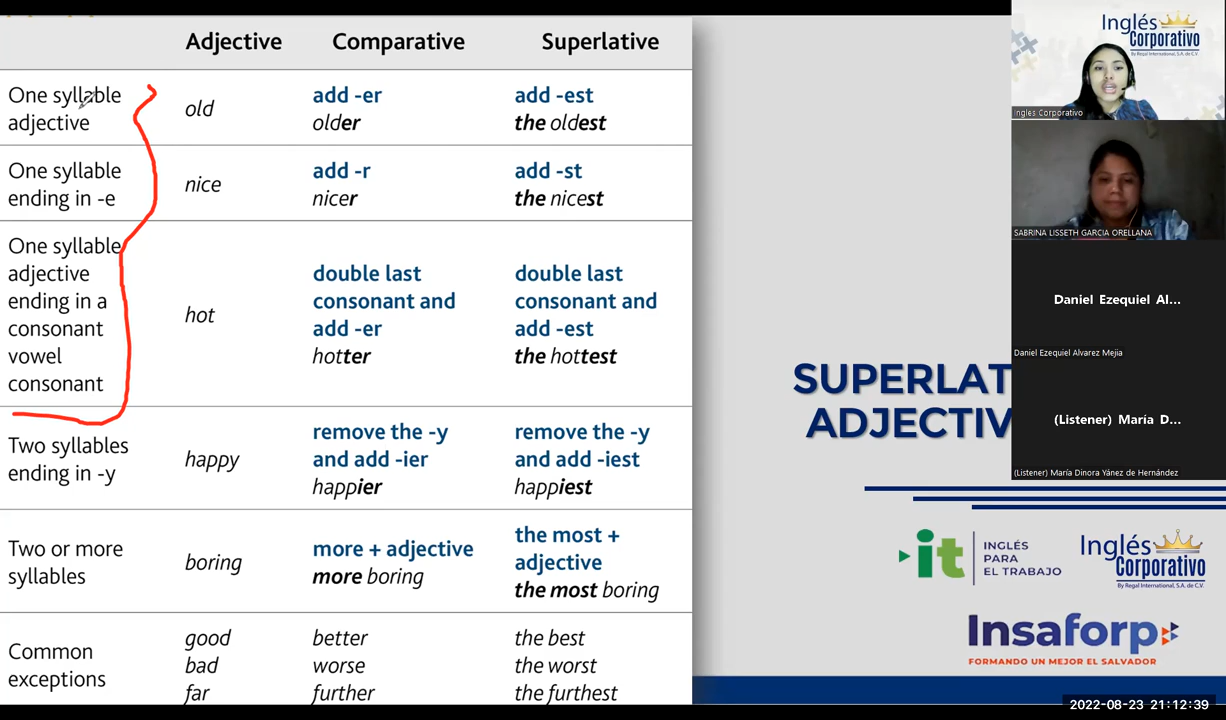 Adjective Comparative Superlative
One syllable adjective old add -er older add -est the oldest
One syllable ending in -e nice add -r nicer add -st the nicest
One syllable adjective ending in a consonant vowel consonant hot double last consonant and add -er hotter double last consonant and add -est the hottest
Two syllables ending in -y happy remove the -y and add -ier happier remove the -y and add -iest happiest
Two or more syllables boring more + adjective more boring the most + adjective the most boring
Common exceptions
good better the best
bad worse the worst
far further the furthest
SUPERLAT
ADJECTIV
it INGLÉS PARA EL TRABAJO
Inglés Corporativo
By Regal International, S.A. de C.V.
Insaforp
FORMANDO UN MEJOR EL SALVADOR
Inglés Corporativo
By Regal International, S.A. de C.V.
Ingles Corporativo
SABRINA LISSETH GARCIA ORELLANA
Daniel Ezequiel Al...
Daniel Ezequiel Alvarez Mejia
(Listener) María D...
(Listener) María Dinora Yánez de Hernández
2022-08-23 21:12:39